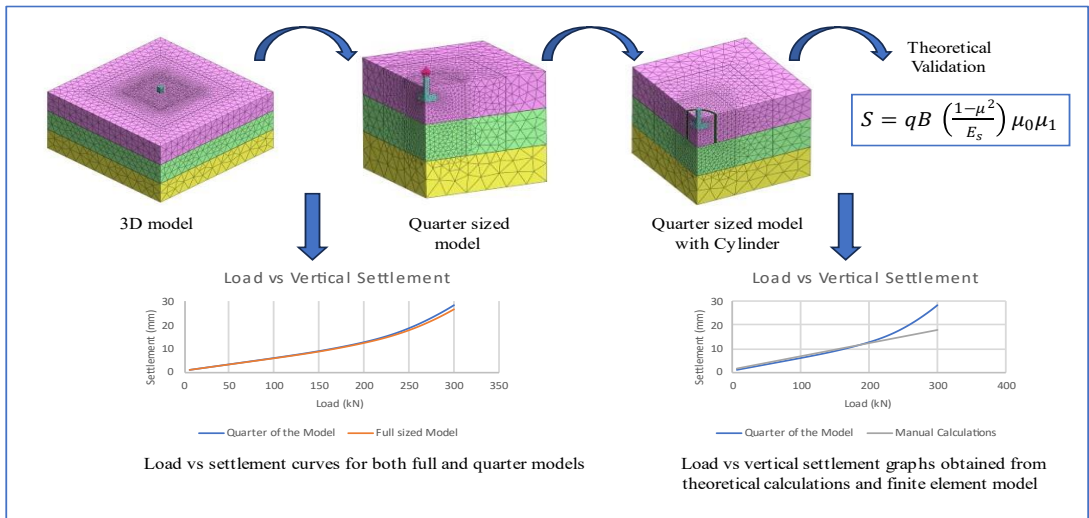 Theoretical
Validation
S = qB (1−μ²/Eₛ) μ₀μ₁
3D model
Quarter sized
model
Quarter sized model
with Cylinder
Load vs Vertical Settlement
30
20
10
0
Settlement (mm)
0 50 100 150 200 250 300 350
Load (kN)
Quarter of the Model Full sized Model
Load vs settlement curves for both full and quarter models
Load vs Vertical Settlement
30
20
10
0
Settlement (mm)
0 100 200 300 400
Load (kN)
Quarter of the Model Manual Calculations
Load vs vertical settlement graphs obtained from
theoretical calculations and finite element model